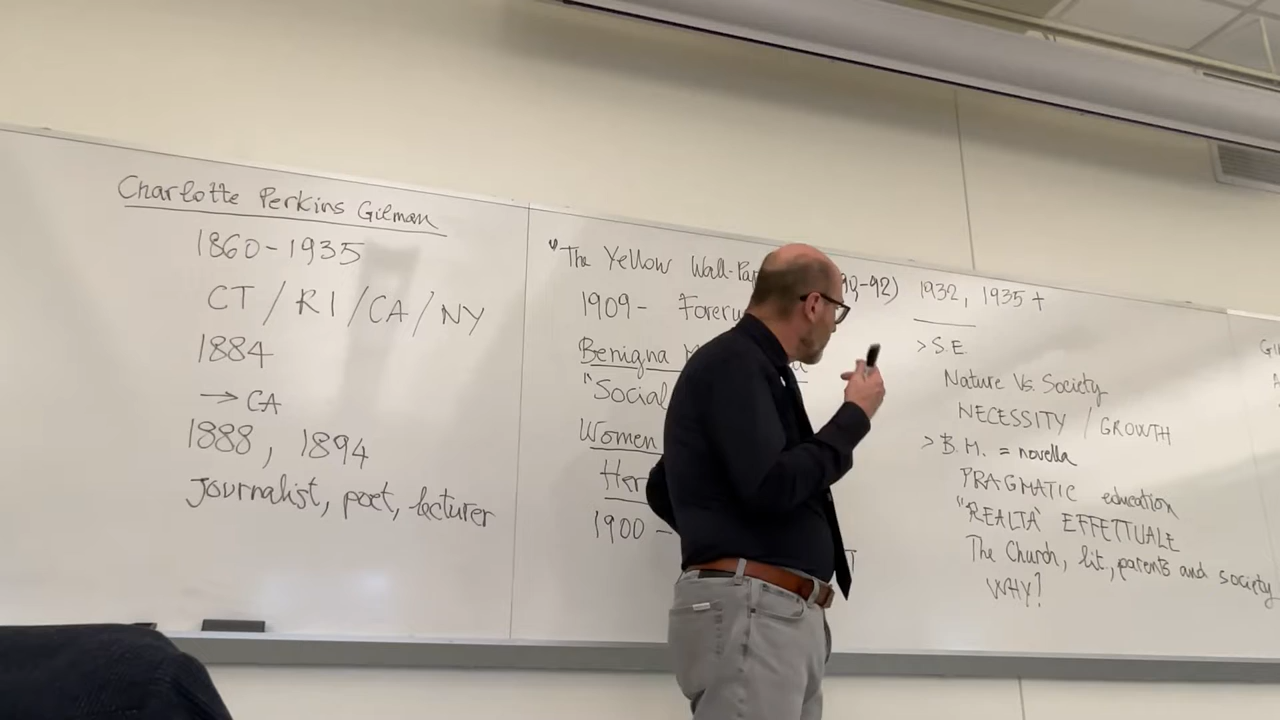 Charlotte Perkins Gilman
1860-1935
CT / RI / CA / NY
1884
→ CA
1888, 1894
Journalist, poet, lecturer
"The Yellow Wall-Pa 90-92)
1909 - Foreru
Benigna M
"Social
Women
Her
1900 -
1932, 1935 +
> S.E.
Nature Vs. Society
NECESSITY / GROWTH
> B.M. = novella
PRAGMATIC education
"REALTA' EFFETTUALE
The Church, lit, parents and society
WHY?